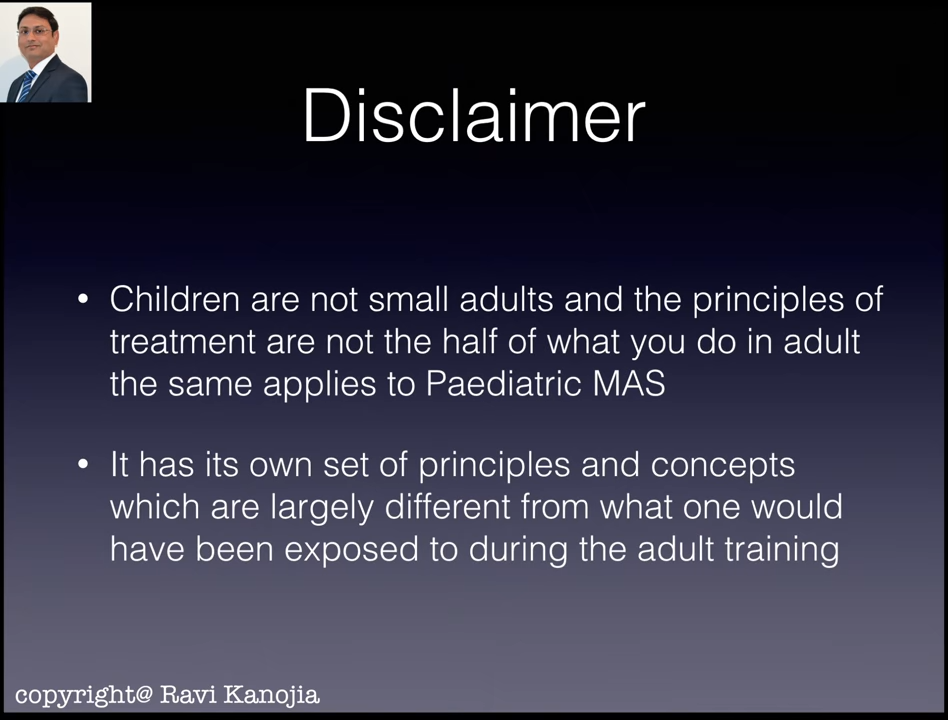 Disclaimer
• Children are not small adults and the principles of
treatment are not the half of what you do in adult
the same applies to Paediatric MAS
• It has its own set of principles and concepts
which are largely different from what one would
have been exposed to during the adult training
copyright@ Ravi Kanojia